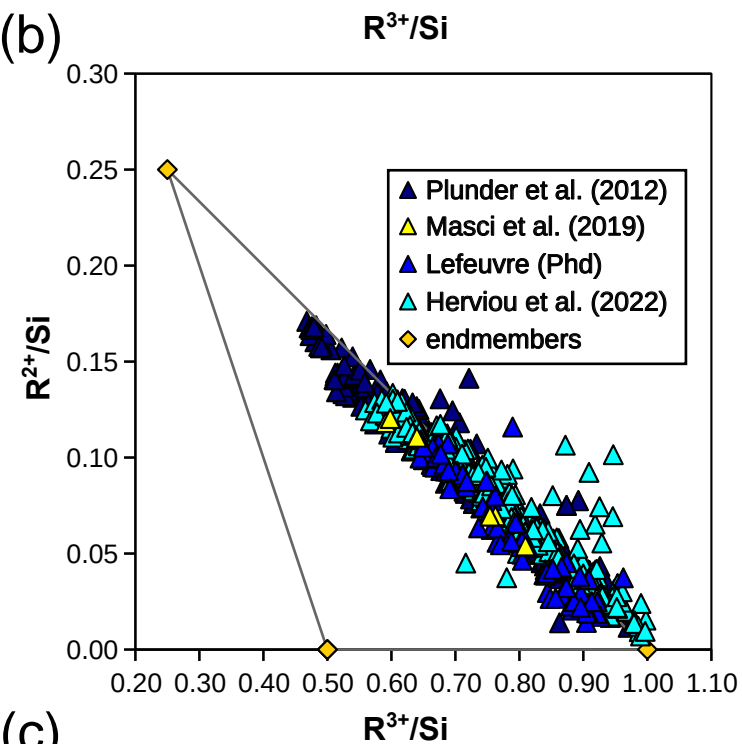 R³⁺/Si
(b)
0.30
0.25
0.20
0.15
0.10
0.05
0.00
R²⁺/Si
Plunder et al. (2012)
Masci et al. (2019)
Lefeuvre (Phd)
Herviou et al. (2022)
endmembers
0.20 0.30 0.40 0.50 0.60 0.70 0.80 0.90 1.00 1.10
R³⁺/Si
(c)